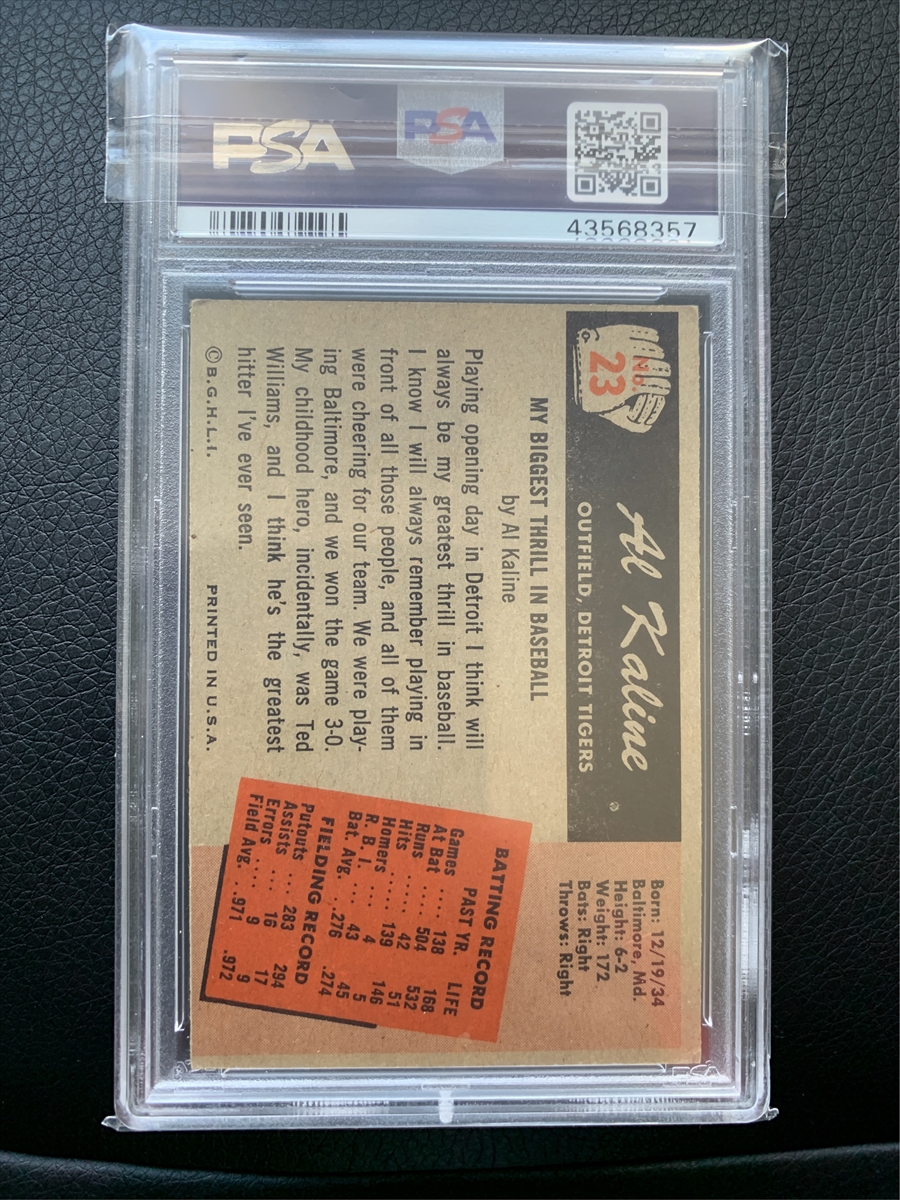 PSA
PSA
43568357
No.
23
Al Kaline
OUTFIELD, DETROIT TIGERS
Born: 12/19/34
Baltimore, Md.
Height: 6-2
Weight: 172
Bats: Right
Throws: Right
MY BIGGEST THRILL IN BASEBALL
by Al Kaline
Playing opening day in Detroit I think will
always be my greatest thrill in baseball.
I know I will always remember playing in
front of all those people, and all of them
were cheering for our team. We were play-
ing Baltimore, and we won the game 3-0.
My childhood hero, incidentally, was Ted
Williams, and I think he's the greatest
hitter I've ever seen.
© B.G.H.L.I. PRINTED IN U.S.A.
BATTING RECORD
PAST YR. LIFE
Games .... 138 168
At Bat .... 504 532
Runs ..... 42 51
Hits ..... 139 146
Homers .... 4 5
R. B. I. .... 43 45
Bat. Avg. .. .276 .274
FIELDING RECORD
Putouts ... 283 294
Assists ... 16 17
Errors .... 9 9
Field Avg. .. .971 .972
PSA